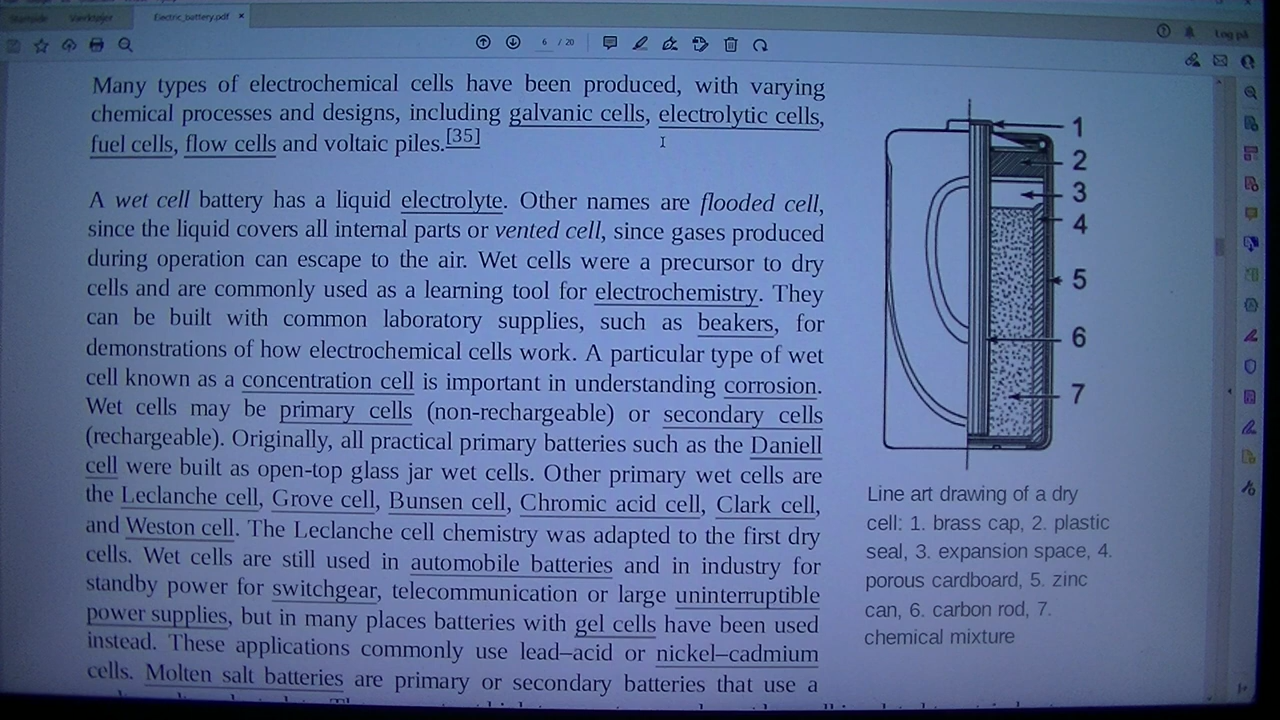 Startside Værktøjer Electric_battery.pdf ×
Log på
6 / 20
Many types of electrochemical cells have been produced, with varying
chemical processes and designs, including galvanic cells, electrolytic cells,
fuel cells, flow cells and voltaic piles.[35]
A wet cell battery has a liquid electrolyte. Other names are flooded cell,
since the liquid covers all internal parts or vented cell, since gases produced
during operation can escape to the air. Wet cells were a precursor to dry
cells and are commonly used as a learning tool for electrochemistry. They
can be built with common laboratory supplies, such as beakers, for
demonstrations of how electrochemical cells work. A particular type of wet
cell known as a concentration cell is important in understanding corrosion.
Wet cells may be primary cells (non-rechargeable) or secondary cells
(rechargeable). Originally, all practical primary batteries such as the Daniell
cell were built as open-top glass jar wet cells. Other primary wet cells are
the Leclanche cell, Grove cell, Bunsen cell, Chromic acid cell, Clark cell,
and Weston cell. The Leclanche cell chemistry was adapted to the first dry
cells. Wet cells are still used in automobile batteries and in industry for
standby power for switchgear, telecommunication or large uninterruptible
power supplies, but in many places batteries with gel cells have been used
instead. These applications commonly use lead–acid or nickel–cadmium
cells. Molten salt batteries are primary or secondary batteries that use a
1
2
3
4
5
6
7
Line art drawing of a dry
cell: 1. brass cap, 2. plastic
seal, 3. expansion space, 4.
porous cardboard, 5. zinc
can, 6. carbon rod, 7.
chemical mixture